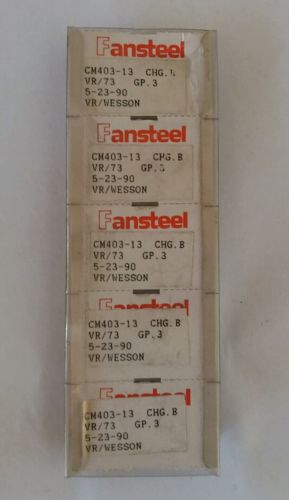 Fansteel
CM403-13 CHG.
VR/73 GP.3
5-23-90
VR/WESSON
Fansteel
CM403-13 CHG.B
VR/73 GP.3
5-23-90
VR/WESSON
Fansteel
CM403-13 CHG.B
VR/73 GP.3
5-23-90
VR/WESSON
Fansteel
CM403-13 CHG.B
VR/73 GP.3
5-23-90
VR/WESSON
Fansteel
CM403-13 CHG.B
VR/73 GP.3
5-23-90
VR/WESSON